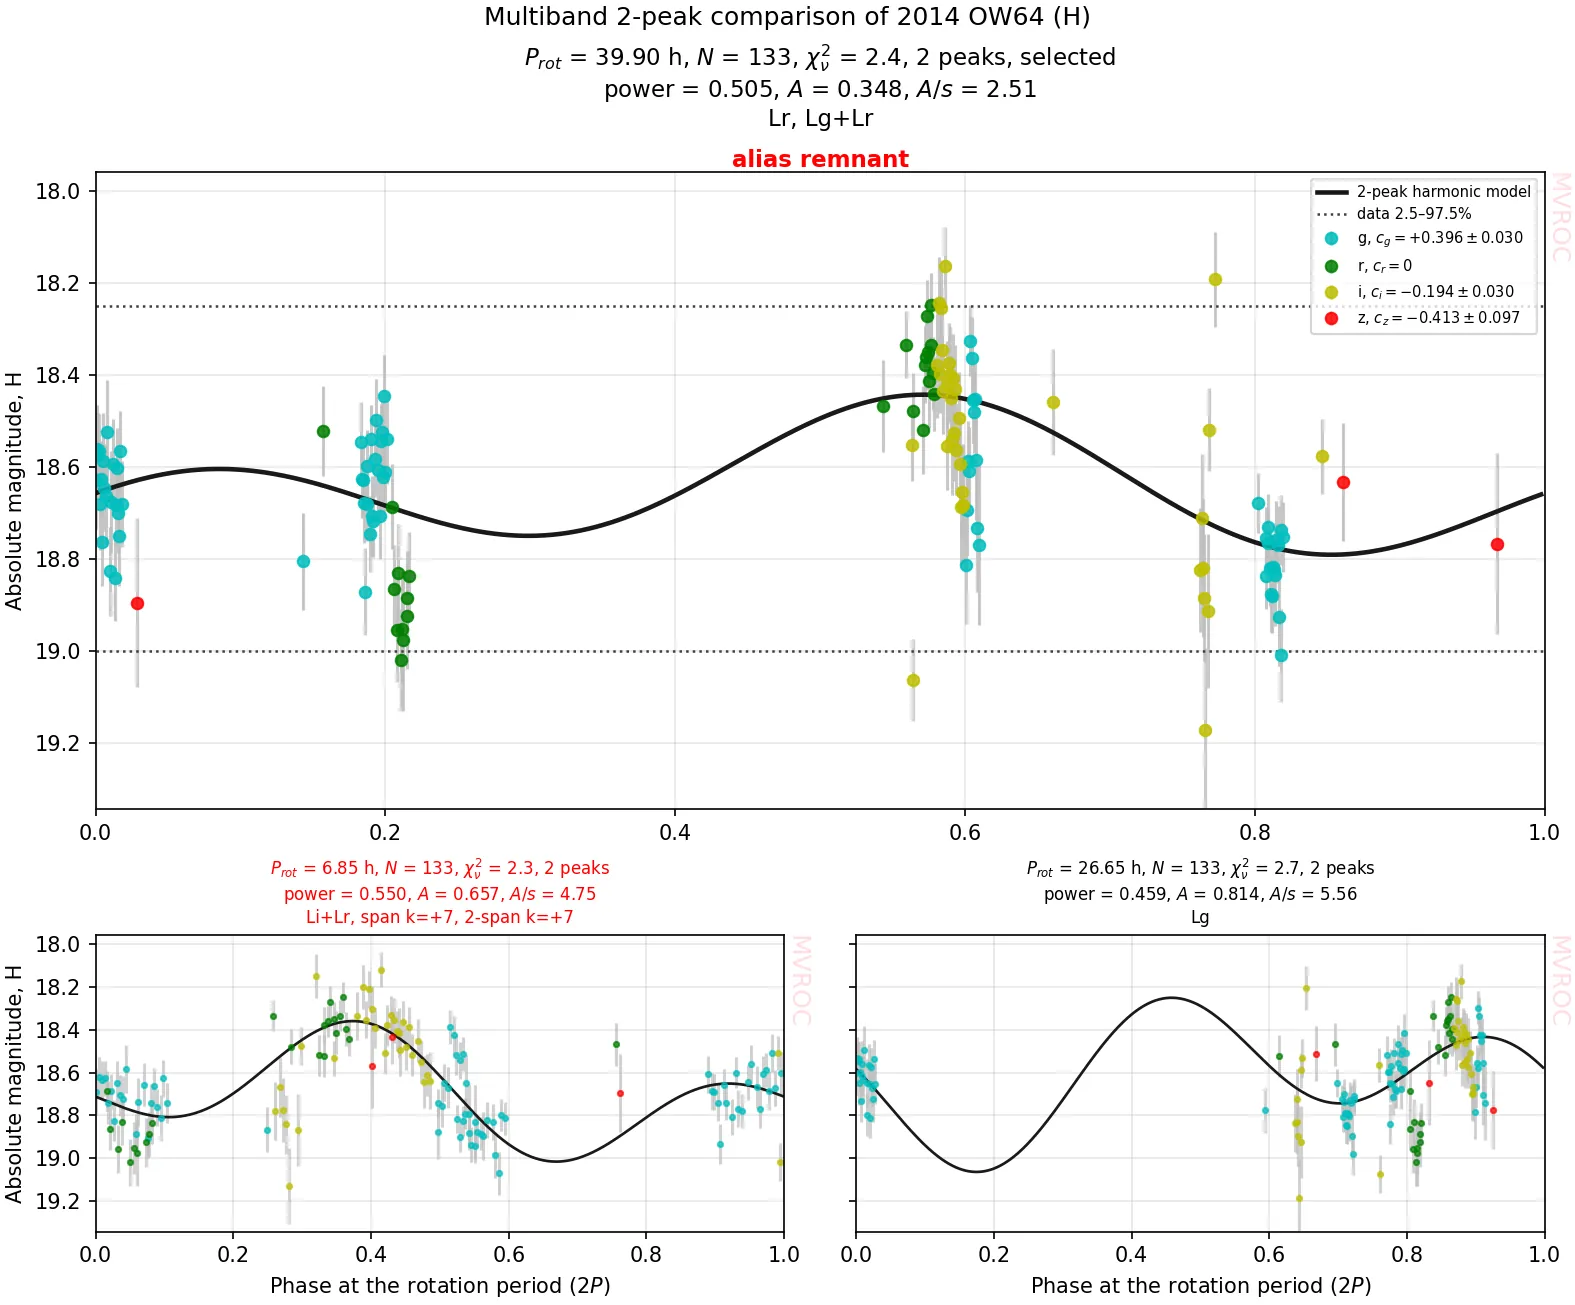 Multiband 2-peak comparison of 2014 OW64 (H)
P_rot = 39.90 h, N = 133, χ²_ν = 2.4, 2 peaks, selected
power = 0.505, A = 0.348, A/s = 2.51
Lr, Lg+Lr
alias remnant
Absolute magnitude, H
18.0
18.2
18.4
18.6
18.8
19.0
19.2
2-peak harmonic model
data 2.5–97.5%
g, c_g = +0.396 ± 0.030
r, c_r = 0
i, c_i = −0.194 ± 0.030
z, c_z = −0.413 ± 0.097
MVROC
0.0 0.2 0.4 0.6 0.8 1.0
P_rot = 6.85 h, N = 133, χ²_ν = 2.3, 2 peaks
power = 0.550, A = 0.657, A/s = 4.75
Li+Lr, span k=+7, 2-span k=+7
Absolute magnitude, H
18.0
18.2
18.4
18.6
18.8
19.0
19.2
MVROC
0.0 0.2 0.4 0.6 0.8 1.0
Phase at the rotation period (2P)
P_rot = 26.65 h, N = 133, χ²_ν = 2.7, 2 peaks
power = 0.459, A = 0.814, A/s = 5.56
Lg
MVROC
0.0 0.2 0.4 0.6 0.8 1.0
Phase at the rotation period (2P)